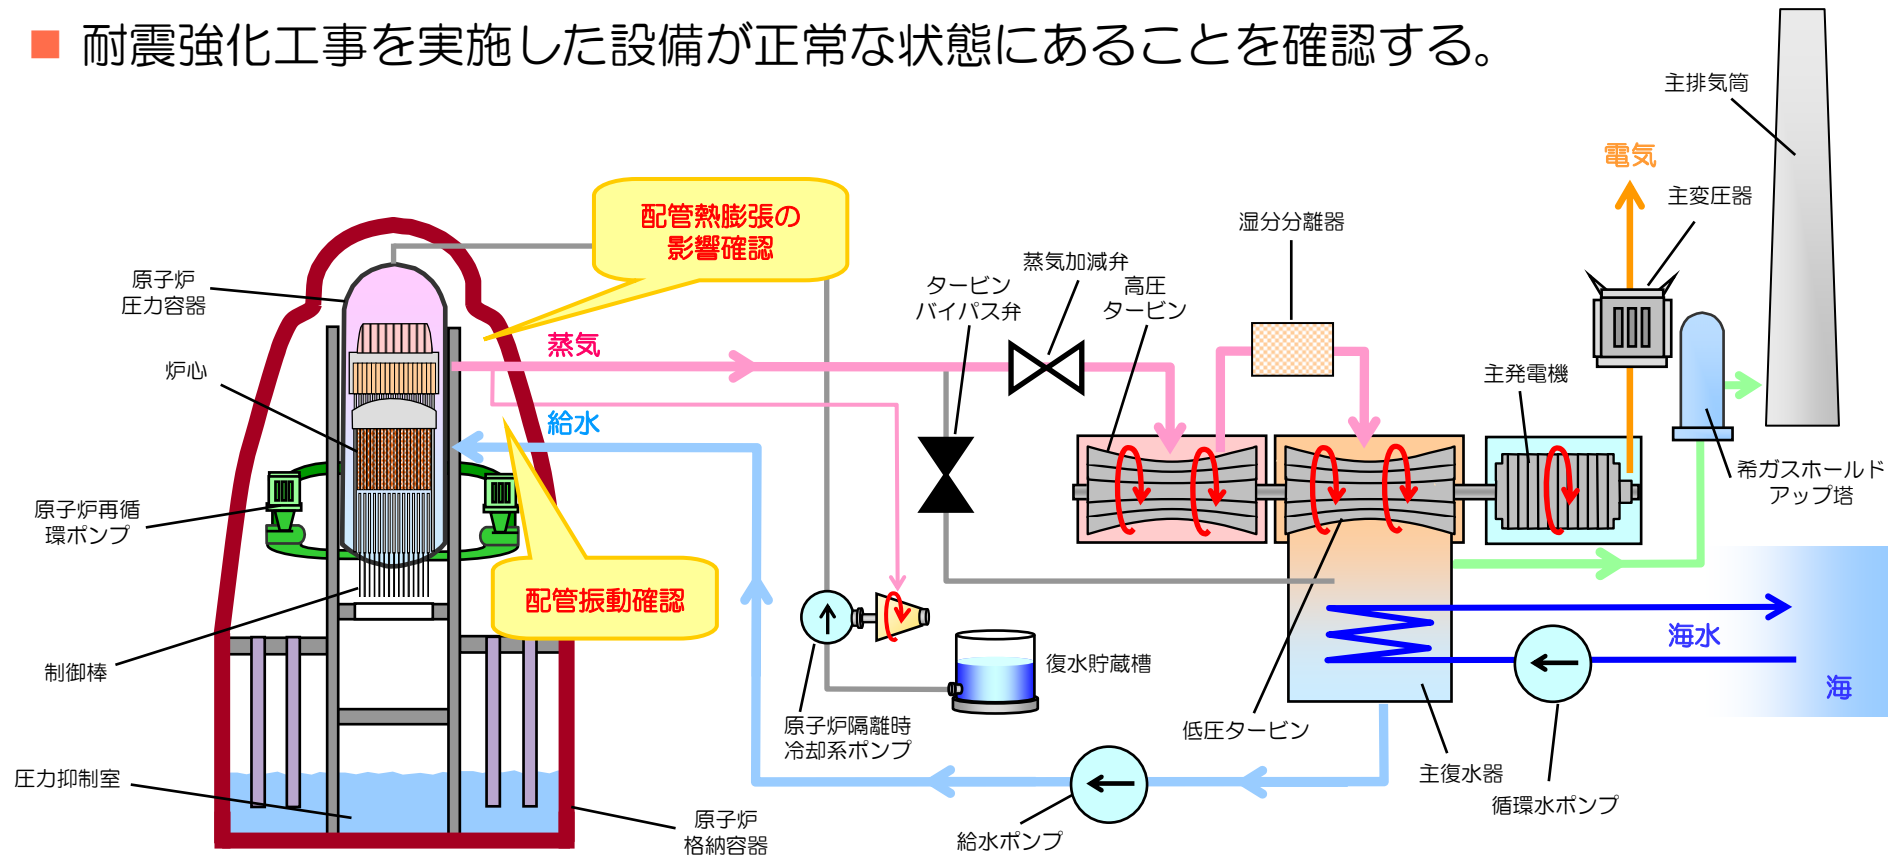 耐震強化工事を実施した設備が正常な状態にあることを確認する。
主排気筒
電気
主変圧器
配管熱膨張の
影響確認
湿分分離器
蒸気加減弁
原子炉
圧力容器
タービン
バイパス弁
高圧
タービン
蒸気
炉心
主発電機
給水
希ガスホールド
アップ塔
原子炉再循
環ポンプ
配管振動確認
海水
制御棒
復水貯蔵槽
海
原子炉隔離時
冷却系ポンプ
低圧タービン
圧力抑制室
主復水器
循環水ポンプ
原子炉
格納容器
給水ポンプ